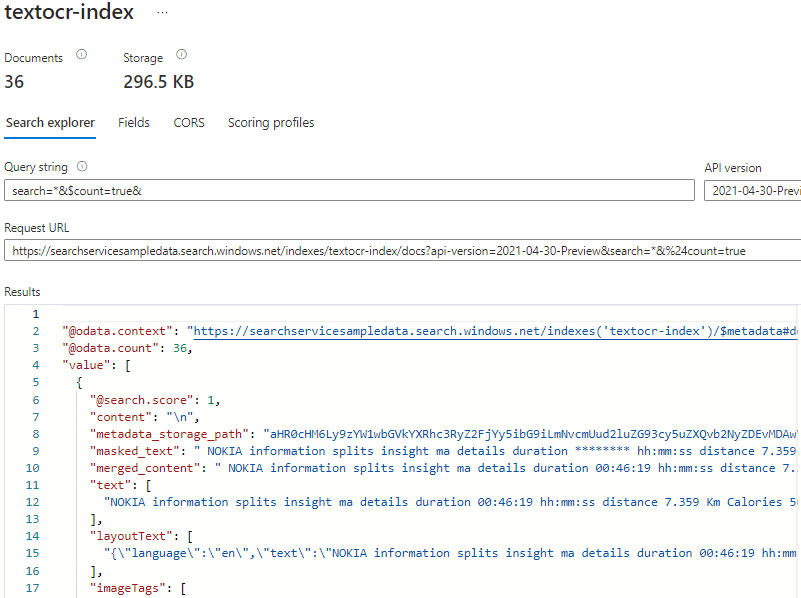 textocr-index ...
Documents Storage
36 296.5 KB
Search explorer Fields CORS Scoring profiles
Query string API version
search=*&$count=true& 2021-04-30-Previ
Request URL
https://searchservicesampledata.search.windows.net/indexes/textocr-index/docs?api-version=2021-04-30-Preview&search=*&%24count=true
Results
1
2 "@odata.context": "https://searchservicesampledata.search.windows.net/indexes('textocr-index')/$metadata#d
3 "@odata.count": 36,
4 "value": [
5 {
6 "@search.score": 1,
7 "content": "\n",
8 "metadata_storage_path": "aHR0cHM6Ly9zYW1wbGVkYXRhc3RyZ2FjYy5ibG9iLmNvcmUud2luZG93cy5uZXQvb2NyZDEvMDAw
9 "masked_text": " NOKIA information splits insight ma details duration ******** hh:mm:ss distance 7.359
10 "merged_content": " NOKIA information splits insight ma details duration 00:46:19 hh:mm:ss distance 7.
11 "text": [
12 "NOKIA information splits insight ma details duration 00:46:19 hh:mm:ss distance 7.359 Km Calories 5
13 ],
14 "layoutText": [
15 "{\"language\":\"en\",\"text\":\"NOKIA information splits insight ma details duration 00:46:19 hh:mm
16 ],
17 "imageTags": [